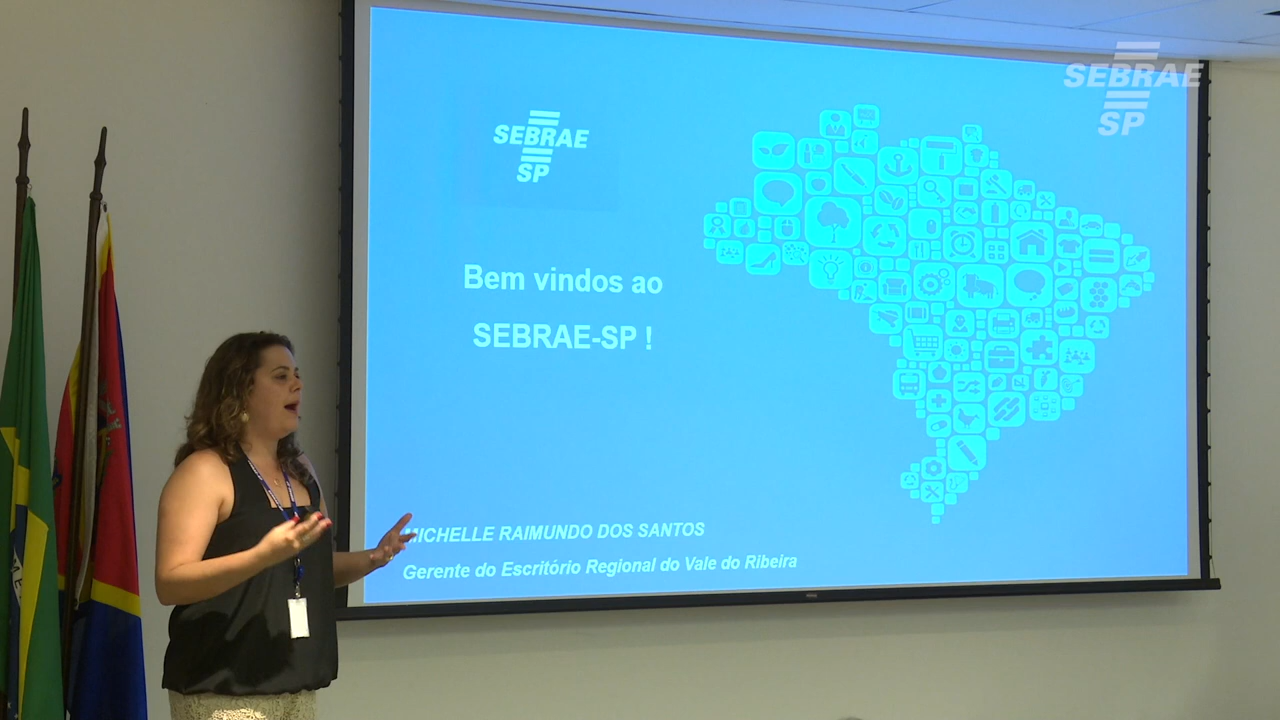 SEBRAE
SP
SEBRAE
SP
Bem vindos ao
SEBRAE-SP !
MICHELLE RAIMUNDO DOS SANTOS
Gerente do Escritório Regional do Vale do Ribeira